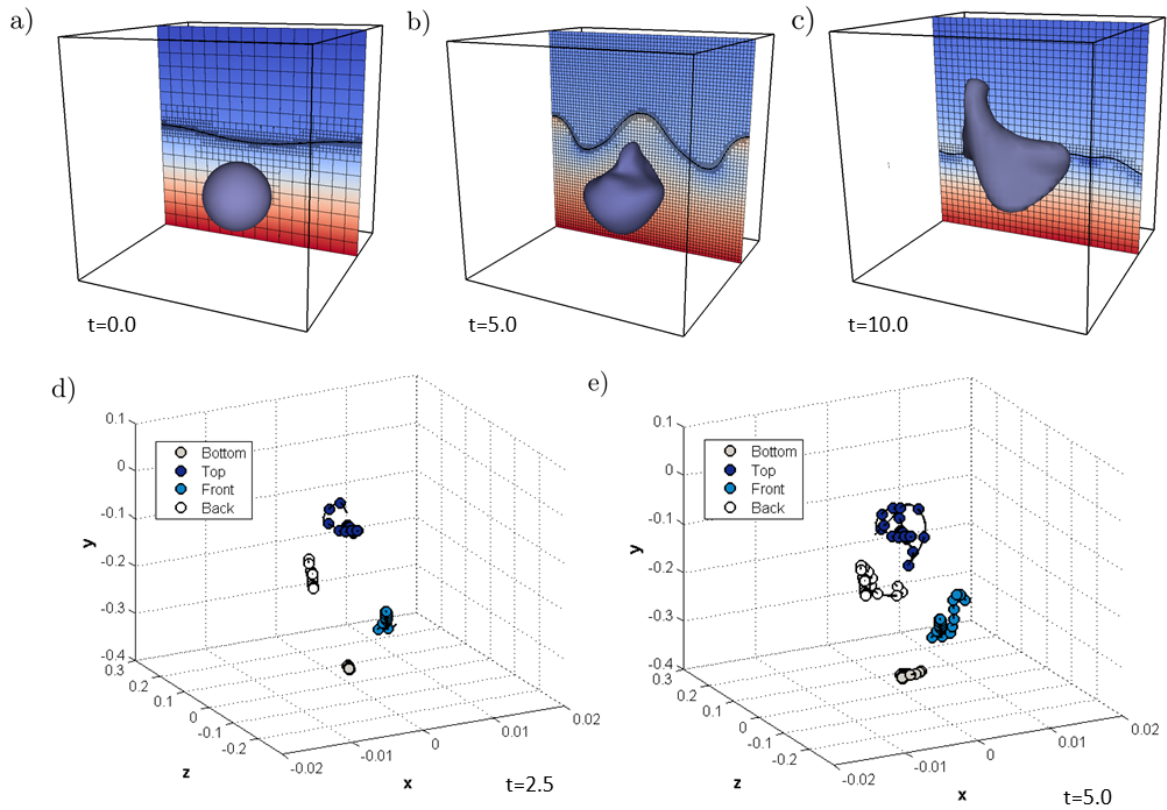 a)
b)
c)
t=0.0
t=5.0
t=10.0
d)
e)
0.1
0
-0.1
-0.2
-0.3
-0.4
y
Bottom
Top
Front
Back
0.3
0.2
0.1
0
-0.1
-0.2
z
-0.02
-0.01
0
0.01
0.02
x
t=2.5
0.1
0
-0.1
-0.2
-0.3
-0.4
y
Bottom
Top
Front
Back
0.3
0.2
0.1
0
-0.1
-0.2
z
-0.02
-0.01
0
0.01
0.02
x
t=5.0